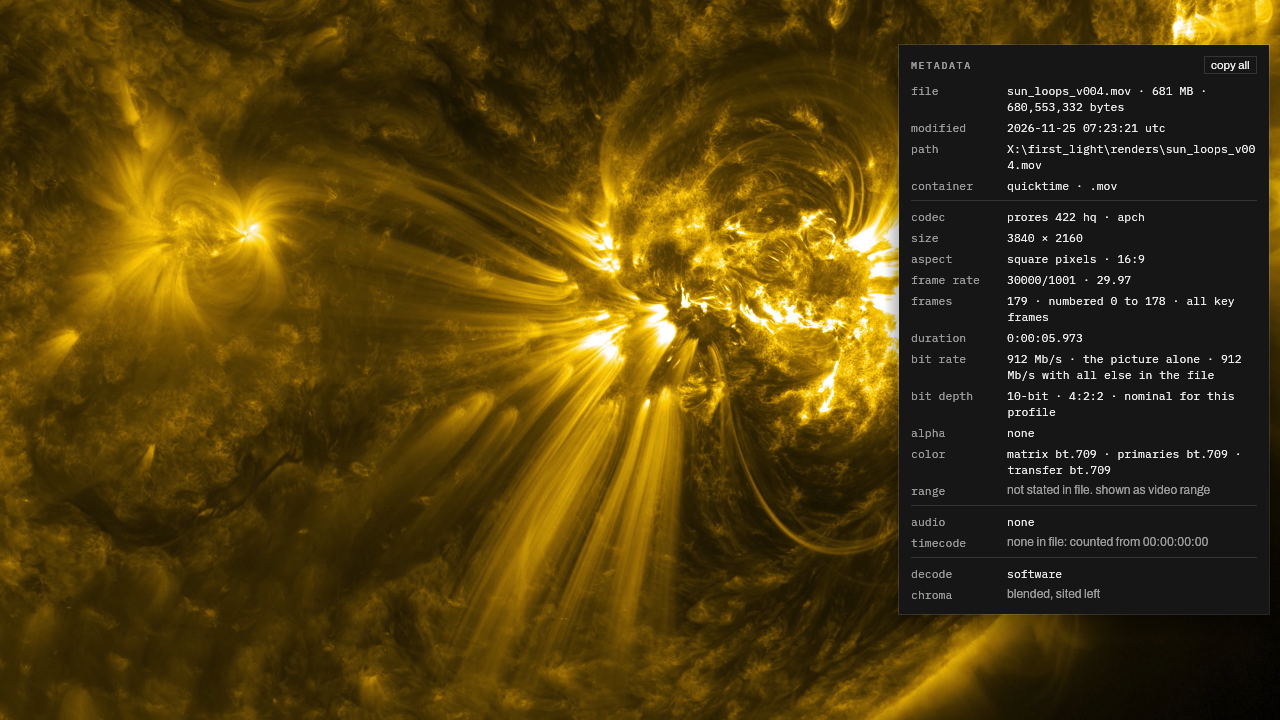 METADATA copy all
file sun_loops_v004.mov · 681 MB ·
680,553,332 bytes
modified 2026-11-25 07:23:21 utc
path X:\first_light\renders\sun_loops_v00
4.mov
container quicktime · .mov
codec prores 422 hq · apch
size 3840 × 2160
aspect square pixels · 16:9
frame rate 30000/1001 · 29.97
frames 179 · numbered 0 to 178 · all key
frames
duration 0:00:05.973
bit rate 912 Mb/s · the picture alone · 912
Mb/s with all else in the file
bit depth 10-bit · 4:2:2 · nominal for this
profile
alpha none
color matrix bt.709 · primaries bt.709 ·
transfer bt.709
range not stated in file. shown as video range
audio none
timecode none in file: counted from 00:00:00:00
decode software
chroma blended, sited left